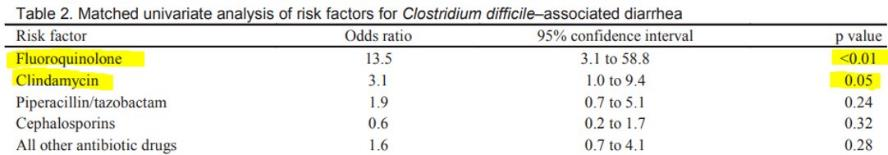 Table 2. Matched univariate analysis of risk factors for Clostridium difficile–associated diarrhea
Risk factor Odds ratio 95% confidence interval p value
Fluoroquinolone 13.5 3.1 to 58.8 <0.01
Clindamycin 3.1 1.0 to 9.4 0.05
Piperacillin/tazobactam 1.9 0.7 to 5.1 0.24
Cephalosporins 0.6 0.2 to 1.7 0.32
All other antibiotic drugs 1.6 0.7 to 4.1 0.28